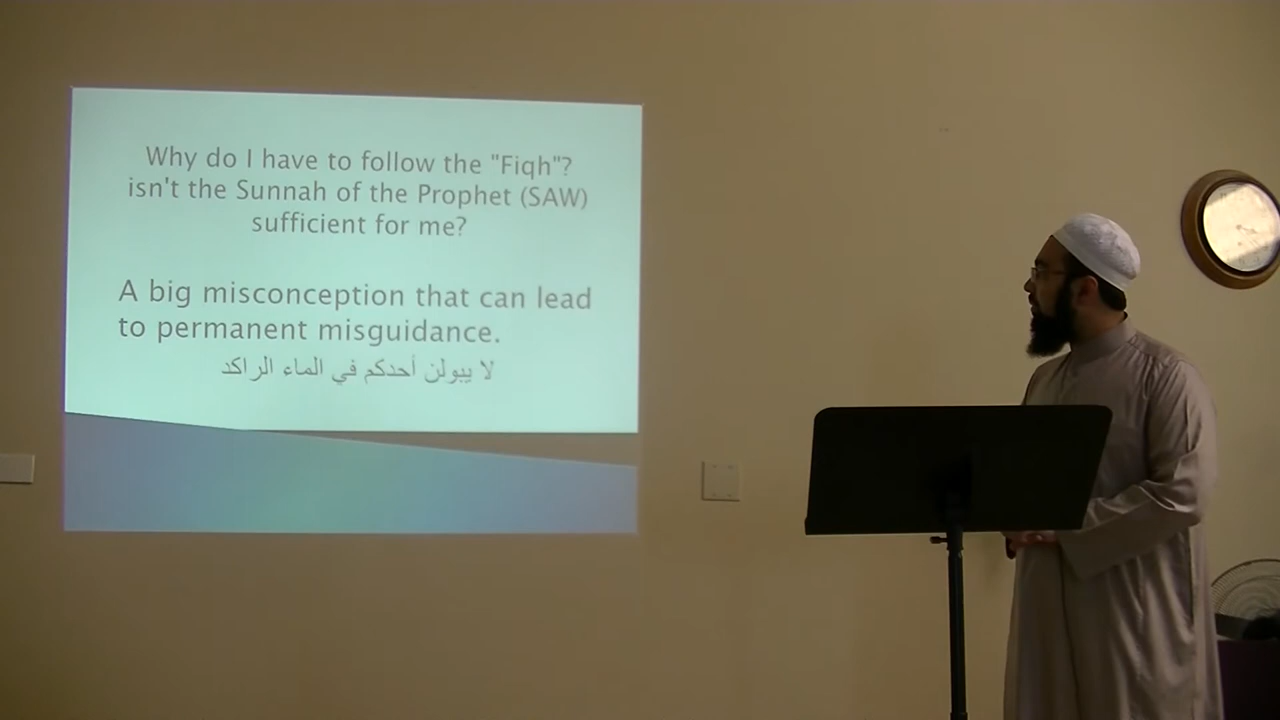 Why do I have to follow the "Fiqh"?
isn't the Sunnah of the Prophet (SAW)
sufficient for me?
A big misconception that can lead
to permanent misguidance.
لا يبولن أحدكم في الماء الراكد